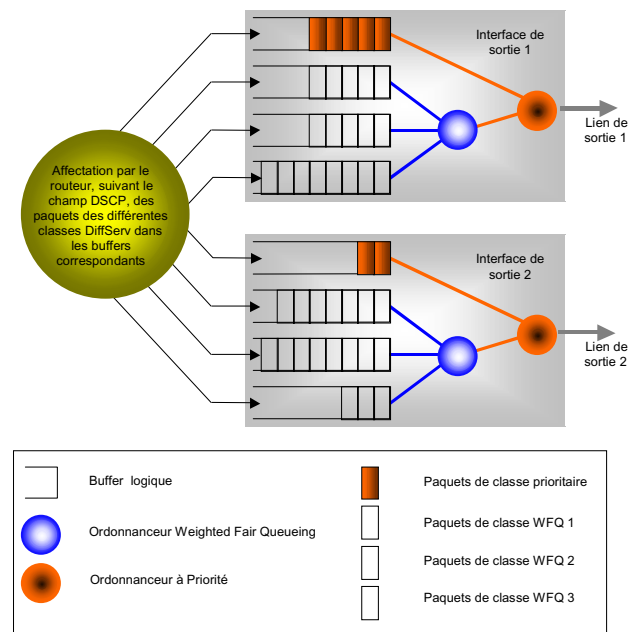 Interface de
sortie 1
Lien de
sortie 1
Affectation par le
routeur, suivant le
champ DSCP, des
paquets des différentes
classes DiffServ dans
les buffers
correspondants
Interface de
sortie 2
Lien de
sortie 2
Buffer logique
Ordonnanceur Weighted Fair Queueing
Ordonnanceur à Priorité
Paquets de classe prioritaire
Paquets de classe WFQ 1
Paquets de classe WFQ 2
Paquets de classe WFQ 3